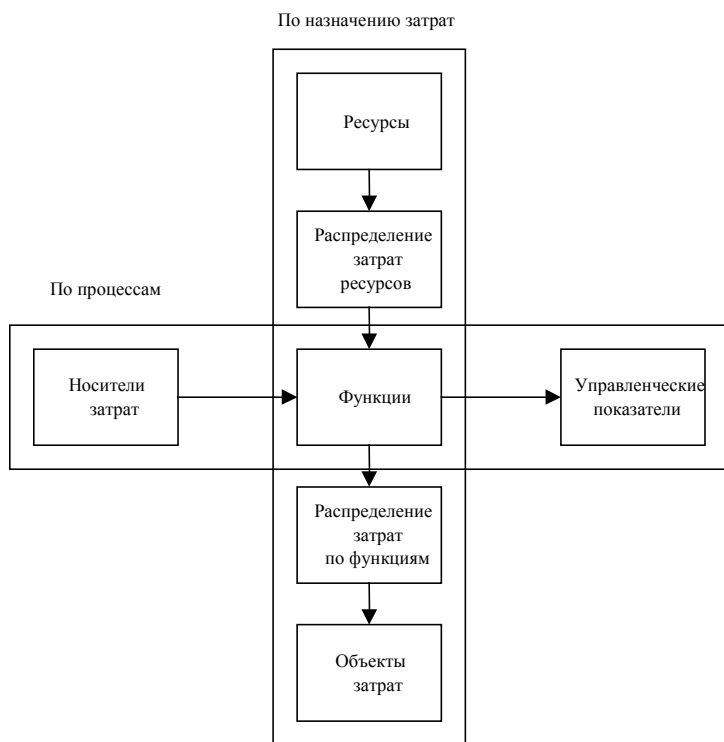 По назначению затрат
Ресурсы
Распределение
затрат
ресурсов
По процессам
Носители
затрат
Функции
Управленческие
показатели
Распределение
затрат
по функциям
Объекты
затрат